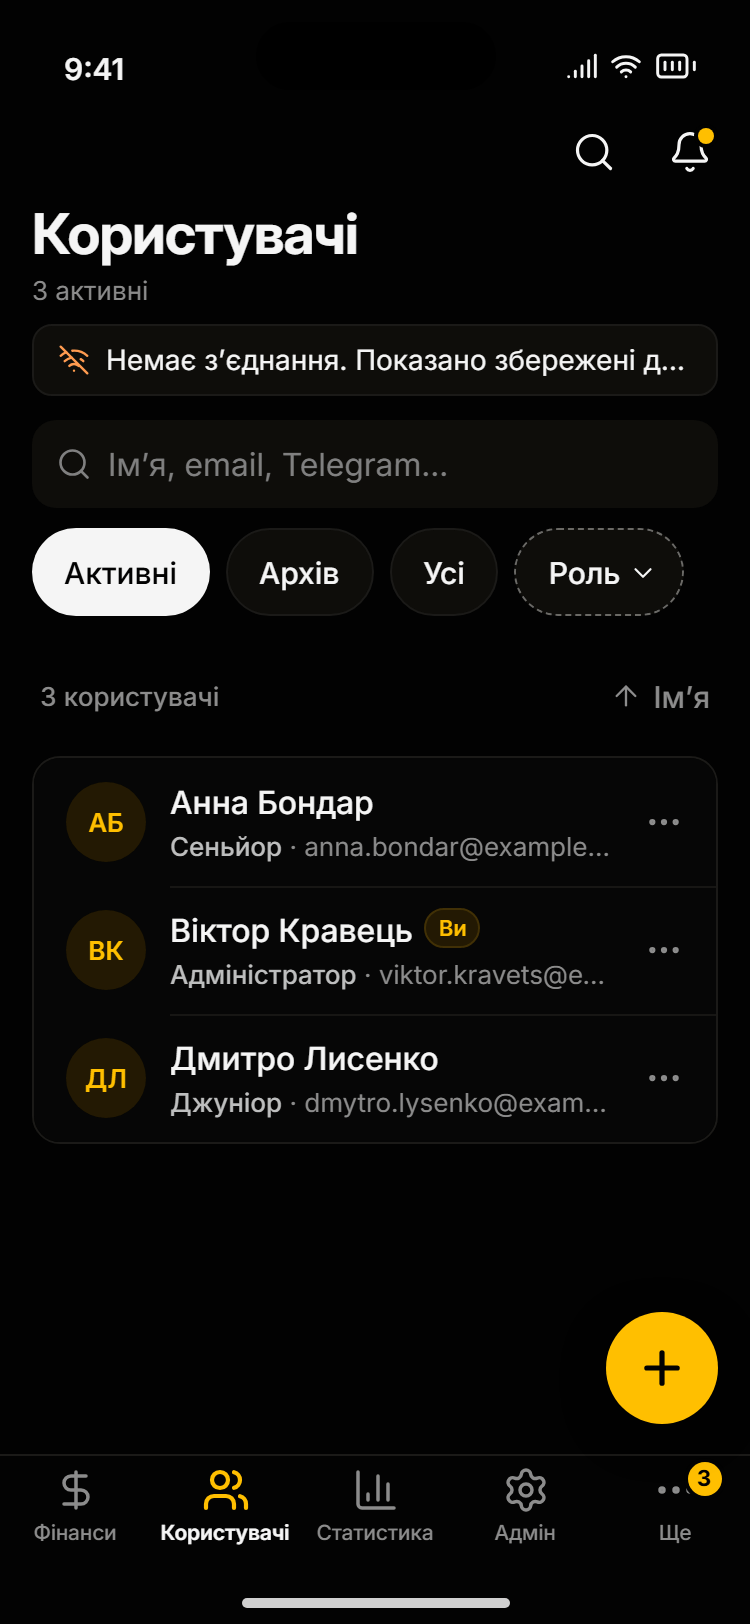 9:41
Користувачі
3 активні
Немає з’єднання. Показано збережені д...
Ім’я, email, Telegram...
Активні
Архів
Усі
Роль
3 користувачі
Ім’я
АБ
Анна Бондар
Сеньйор · anna.bondar@example...
ВК
Віктор Кравець Ви
Адміністратор · viktor.kravets@e...
ДЛ
Дмитро Лисенко
Джуніор · dmytro.lysenko@exam...
3
Фінанси
Користувачі
Статистика
Адмін
Ще